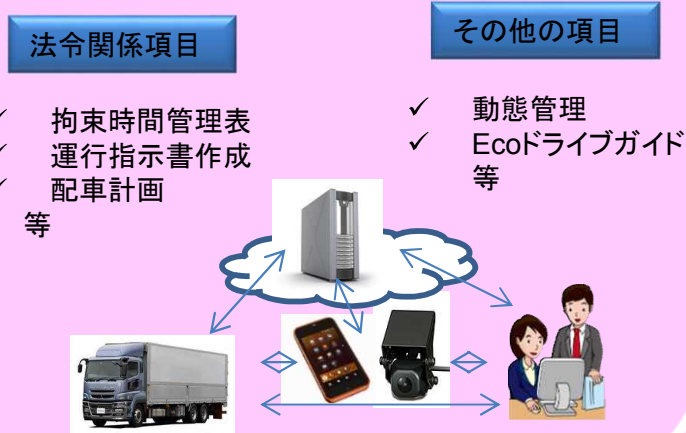 法令関係項目
✓ 拘束時間管理表
✓ 運行指示書作成
✓ 配車計画
等
その他の項目
✓ 動態管理
✓ Ecoドライブガイド
等